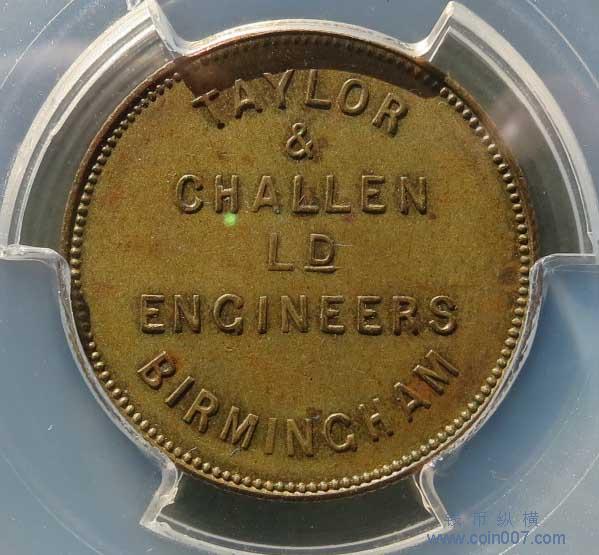 TAYLOR
&
CHALLEN
LD
ENGINEERS
BIRMINGHAM
钱币纵横
www.coin007.com